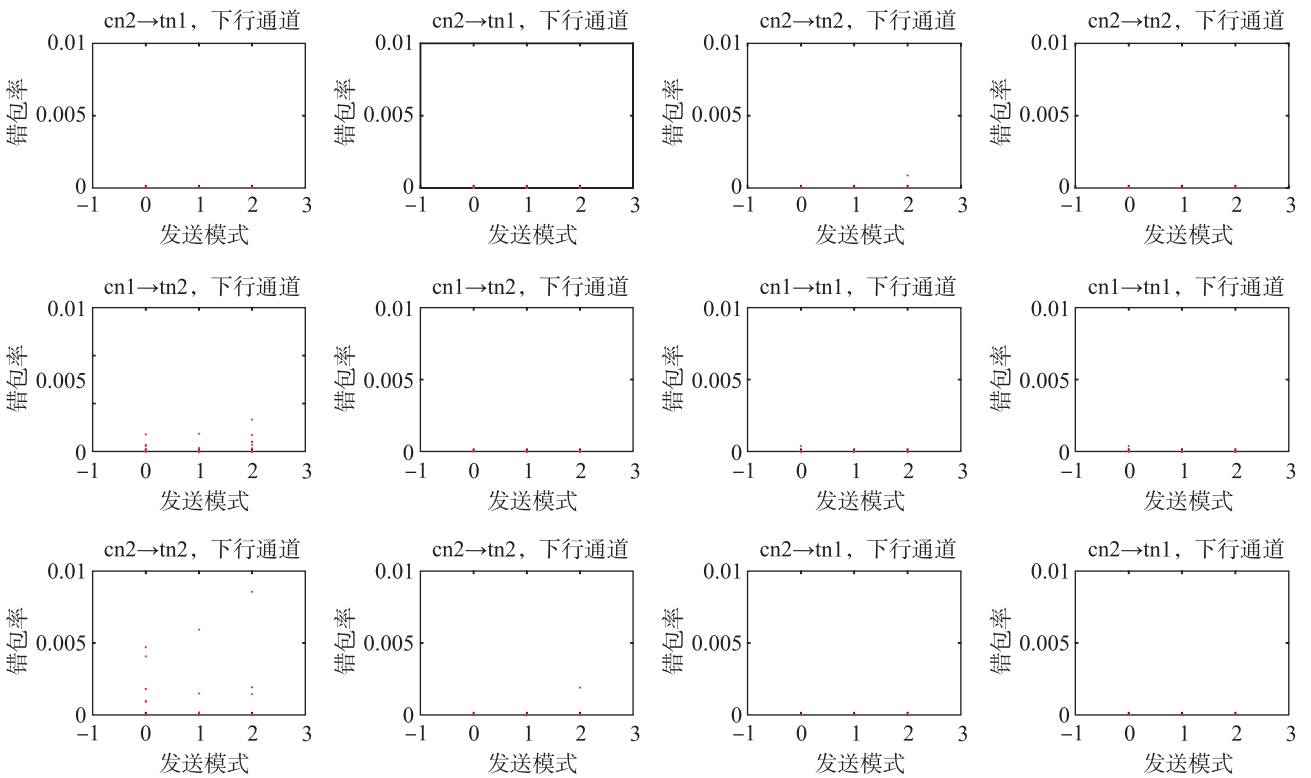 cn2→tn1，下行通道
0.01
0.005
0
错包率
−1 0 1 2 3
发送模式
cn2→tn1，下行通道
0.01
0.005
0
错包率
−1 0 1 2 3
发送模式
cn2→tn2，下行通道
0.01
0.005
0
错包率
−1 0 1 2 3
发送模式
cn2→tn2，下行通道
0.01
0.005
0
错包率
−1 0 1 2 3
发送模式
cn1→tn2，下行通道
0.01
0.005
0
错包率
−1 0 1 2 3
发送模式
cn1→tn2，下行通道
0.01
0.005
0
错包率
−1 0 1 2 3
发送模式
cn1→tn1，下行通道
0.01
0.005
0
错包率
−1 0 1 2 3
发送模式
cn1→tn1，下行通道
0.01
0.005
0
错包率
−1 0 1 2 3
发送模式
cn2→tn2，下行通道
0.01
0.005
0
错包率
−1 0 1 2 3
发送模式
cn2→tn2，下行通道
0.01
0.005
0
错包率
−1 0 1 2 3
发送模式
cn2→tn1，下行通道
0.01
0.005
0
错包率
−1 0 1 2 3
发送模式
cn2→tn1，下行通道
0.01
0.005
0
错包率
−1 0 1 2 3
发送模式